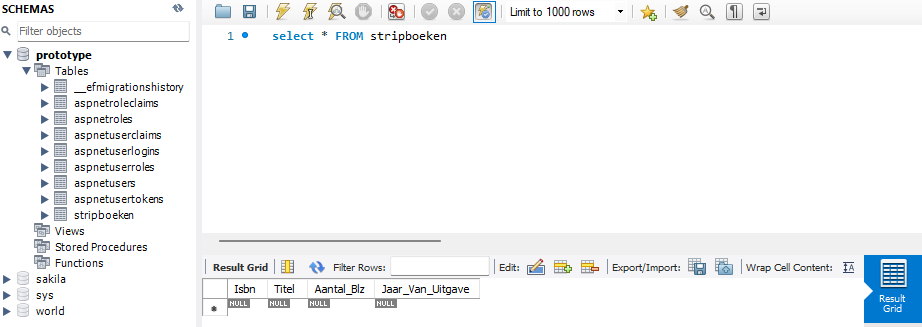 SCHEMAS
Filter objects
prototype
Tables
__efmigrationshistory
aspnetroleclaims
aspnetroles
aspnetuserclaims
aspnetuserlogins
aspnetuserroles
aspnetusers
aspnetusertokens
stripboeken
Views
Stored Procedures
Functions
sakila
sys
world
Limit to 1000 rows
1 select * FROM stripboeken
Result Grid Filter Rows: Edit: Export/Import: Wrap Cell Content: IA
Isbn Titel Aantal_Blz Jaar_Van_Uitgave
* NULL NULL NULL NULL
Result
Grid